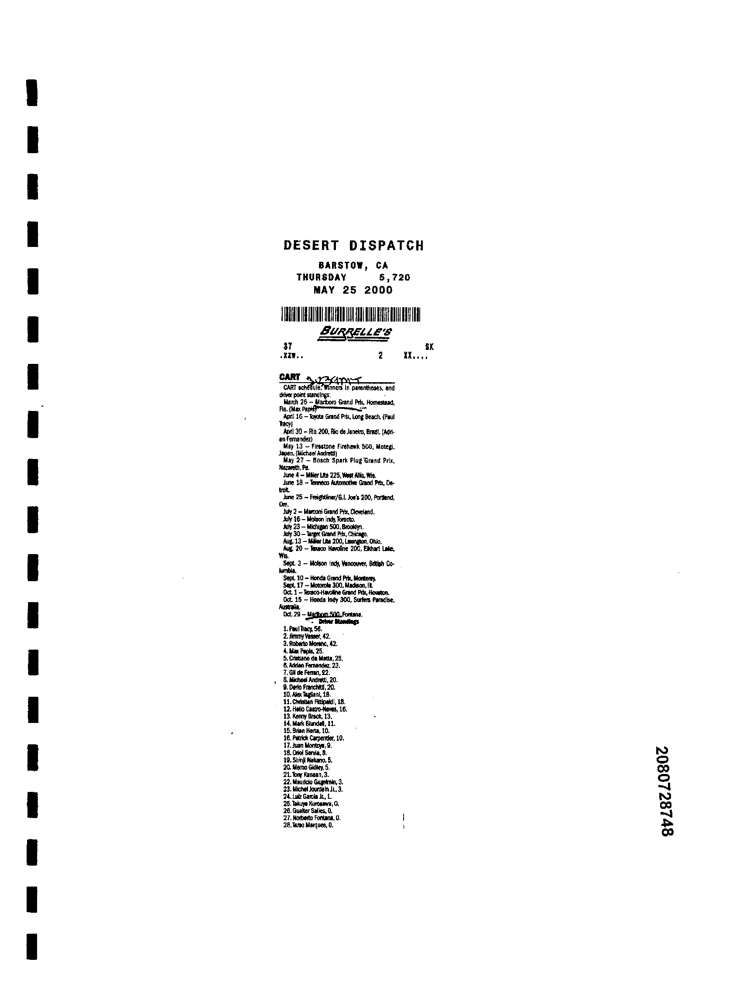 DESERT DISPATCH
BARSTOW, CA
THURSDAY 5,720
MAY 25 2000
BURRELLE'S
37 SK
.XZW.. 2 XX....
CART
CART schedule, winners in parentheses, and
driver point standings:
March 26 – Marlboro Grand Prix, Homestead,
Fla. (Max Papis)
April 16 – Toyota Grand Prix, Long Beach. (Paul
Tracy)
April 30 – Rio 200, Rio de Janeiro, Brazil. (Adri-
an Fernandez)
May 13 – Firestone Firehawk 500, Motegi,
Japan. (Michael Andretti)
May 27 – Bosch Spark Plug Grand Prix,
Nazareth, Pa.
June 4 – Miller Lite 225, West Allis, Wis.
June 18 – Tenneco Automotive Grand Prix, De-
troit.
June 25 – Freightliner/G.I. Joe's 200, Portland,
Ore.
July 2 – Marconi Grand Prix, Cleveland.
July 16 – Molson Indy, Toronto.
July 23 – Michigan 500, Brooklyn.
July 30 – Target Grand Prix, Chicago.
Aug. 13 – Miller Lite 200, Lexington, Ohio.
Aug. 20 – Texaco Havoline 200, Elkhart Lake,
Wis.
Sept. 3 – Molson Indy, Vancouver, British Co-
lumbia.
Sept. 10 – Honda Grand Prix, Monterey.
Sept. 17 – Motorola 300, Madison, Ill.
Oct. 1 – Texaco-Havoline Grand Prix, Houston.
Oct. 15 – Honda Indy 300, Surfers Paradise,
Australia.
Oct. 29 – Marlboro 500, Fontana.
Driver Standings
1. Paul Tracy, 56.
2. Jimmy Vasser, 42.
3. Roberto Moreno, 42.
4. Max Papis, 25.
5. Cristiano da Matta, 25.
6. Adrian Fernandez, 23.
7. Gil de Ferran, 22.
8. Michael Andretti, 20.
9. Dario Franchitti, 20.
10. Alex Tagliani, 18.
11. Christian Fittipaldi, 18.
12. Helio Castro-Neves, 16.
13. Kenny Brack, 13.
14. Mark Blundell, 11.
15. Brian Herta, 10.
16. Patrick Carpentier, 10.
17. Juan Montoya, 9.
18. Oriol Servia, 8.
19. Shinji Nakano, 5.
20. Memo Gidley, 5.
21. Tony Kanaan, 3.
22. Mauricio Gugelmin, 3.
23. Michel Jourdain Jr., 3.
24. Luiz Garcia Jr., 1.
25. Takuya Kurosawa, 0.
26. Gualter Salles, 0.
27. Norberto Fontana, 0.
28. Tarso Marques, 0.
2080728748